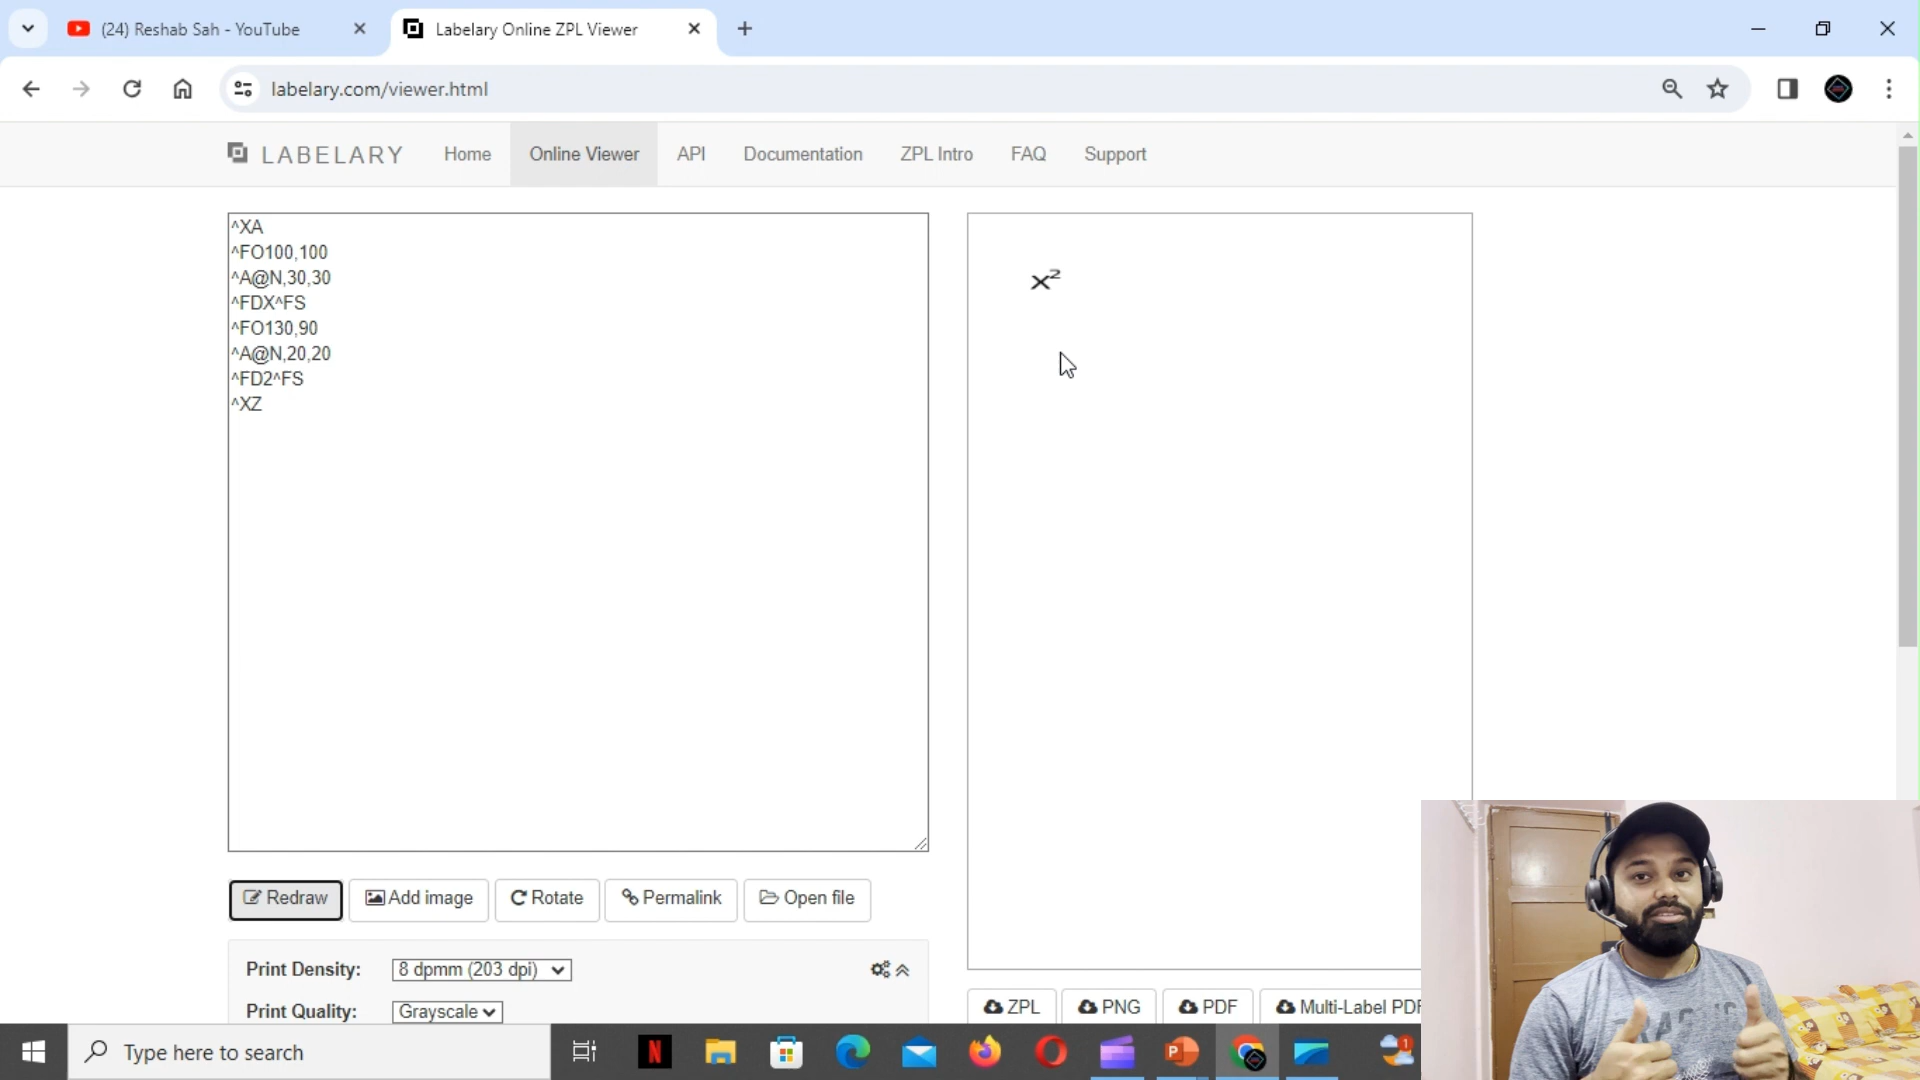 (24) Reshab Sah - YouTube
Labelary Online ZPL Viewer
labelary.com/viewer.html
LABELARY
Home
Online Viewer
API
Documentation
ZPL Intro
FAQ
Support
^XA
^FO100,100
^A@N,30,30
^FDX^FS
^FO130,90
^A@N,20,20
^FD2^FS
^XZ
X²
Redraw
Add image
Rotate
Permalink
Open file
Print Density:
8 dpmm (203 dpi)
Print Quality:
Grayscale
ZPL
PNG
PDF
Multi-Label PDF
Type here to search
N
P
1